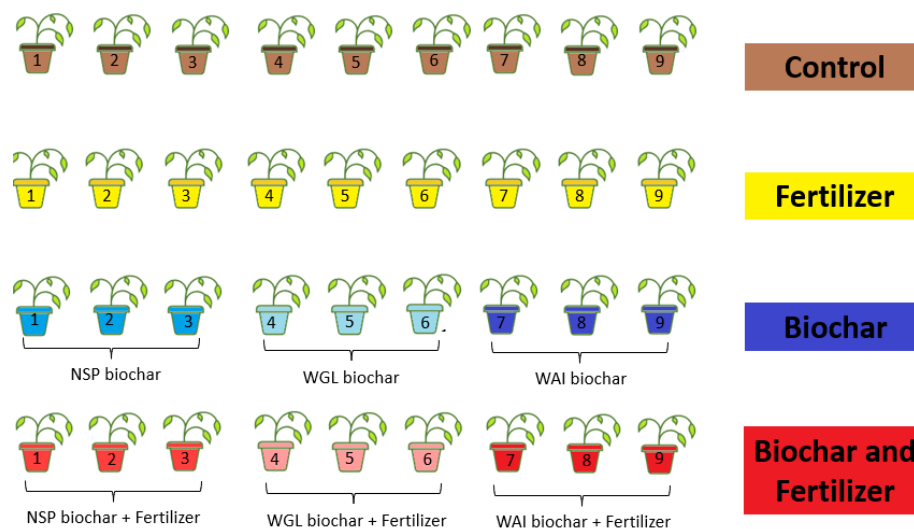 1 2 3 4 5 6 7 8 9
Control
1 2 3 4 5 6 7 8 9
Fertilizer
1 2 3 4 5 6 7 8 9
Biochar
NSP biochar
WGL biochar
WAI biochar
1 2 3 4 5 6 7 8 9
Biochar and
Fertilizer
NSP biochar + Fertilizer
WGL biochar + Fertilizer
WAI biochar + Fertilizer